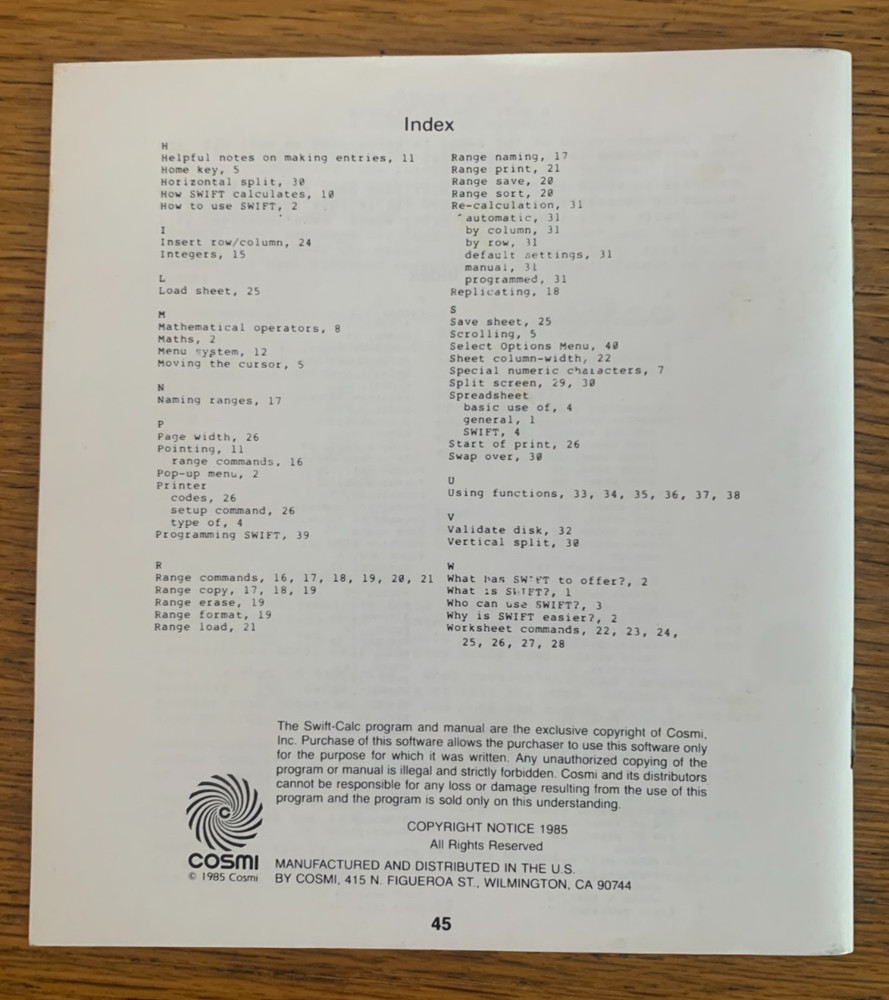 Index
H
Helpful notes on making entries, 11
Home key, 5
Horizontal split, 30
How SWIFT calculates, 10
How to use SWIFT, 2
I
Insert row/column, 24
Integers, 15
L
Load sheet, 25
M
Mathematical operators, 8
Maths, 2
Menu system, 12
Moving the cursor, 5
N
Naming ranges, 17
P
Page width, 26
Pointing, 11
range commands, 16
Pop-up menu, 2
Printer
codes, 26
setup command, 26
type of, 4
Programming SWIFT, 39
R
Range commands, 16, 17, 18, 19, 20, 21
Range copy, 17, 18, 19
Range erase, 19
Range format, 19
Range load, 21
Range naming, 17
Range print, 21
Range save, 20
Range sort, 20
Re-calculation, 31
automatic, 31
by column, 31
by row, 31
default settings, 31
manual, 31
programmed, 31
Replicating, 18
S
Save sheet, 25
Scrolling, 5
Select Options Menu, 40
Sheet column-width, 22
Special numeric characters, 7
Split screen, 29, 30
Spreadsheet
basic use of, 4
general, 1
SWIFT, 4
Start of print, 26
Swap over, 30
U
Using functions, 33, 34, 35, 36, 37, 38
V
Validate disk, 32
Vertical split, 30
W
What has SWIFT to offer?, 2
What is SWIFT?, 1
Who can use SWIFT?, 3
Why is SWIFT easier?, 2
Worksheet commands, 22, 23, 24,
25, 26, 27, 28
The Swift-Calc program and manual are the exclusive copyright of Cosmi,
Inc. Purchase of this software allows the purchaser to use this software only
for the purpose for which it was written. Any unauthorized copying of the
program or manual is illegal and strictly forbidden. Cosmi and its distributors
cannot be responsible for any loss or damage resulting from the use of this
program and the program is sold only on this understanding.
COPYRIGHT NOTICE 1985
All Rights Reserved
C
COSMI
© 1985 Cosmi
MANUFACTURED AND DISTRIBUTED IN THE U.S.
BY COSMI, 415 N. FIGUEROA ST., WILMINGTON, CA 90744
45